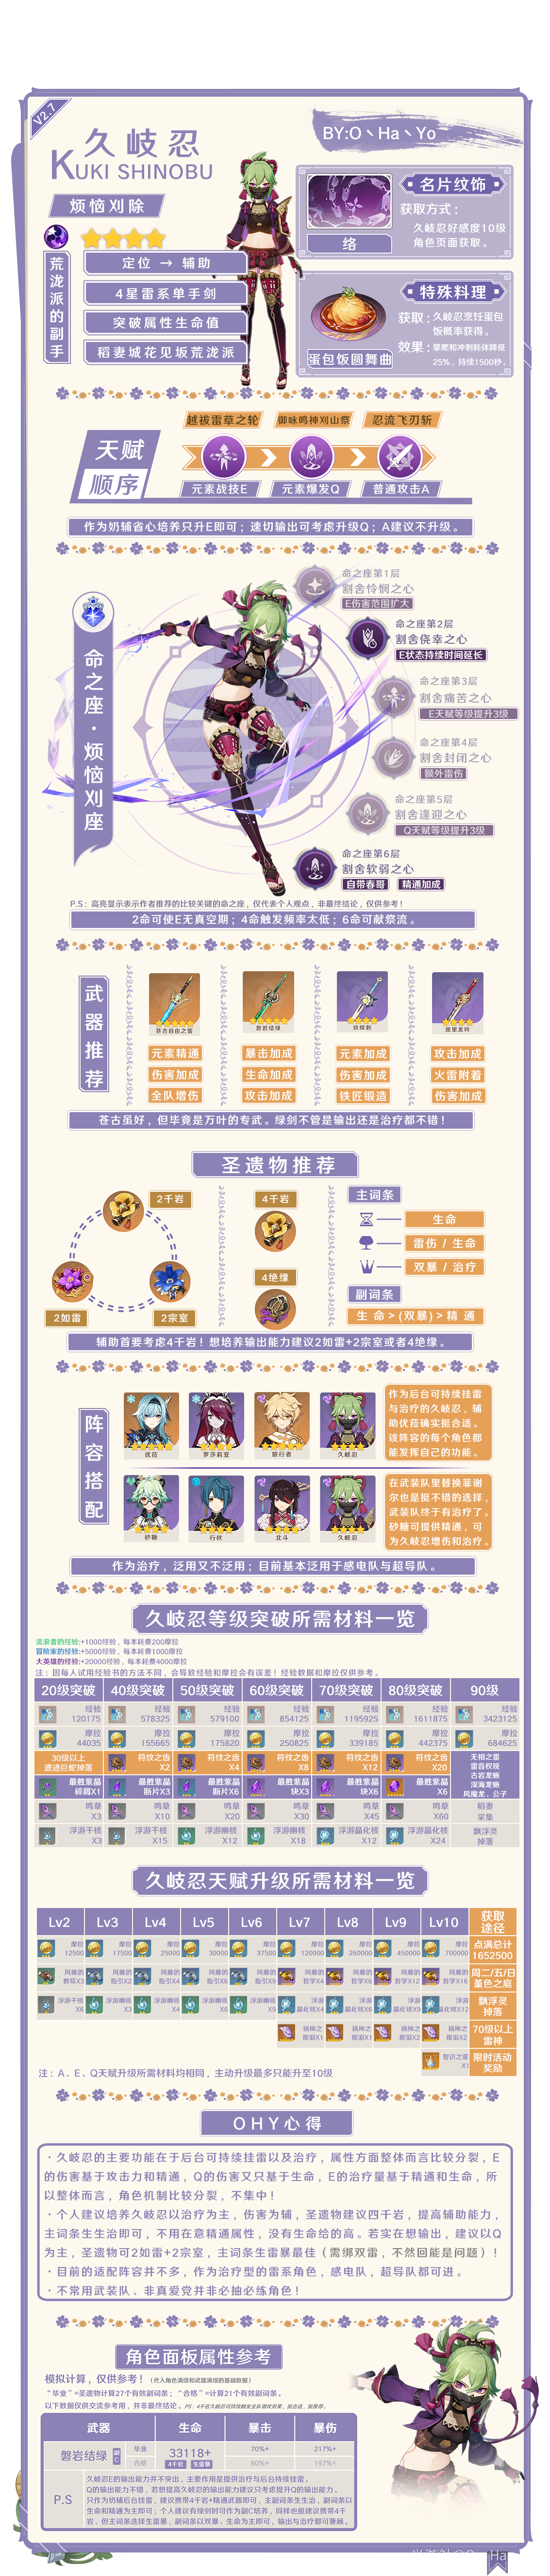 V2.7
久岐忍
KUKI SHINOBU
BY:O丶Ha丶Yo
烦恼刈除
荒泷派的副手
定位 → 辅助
4星雷系单手剑
突破属性生命值
稻妻城花见坂荒泷派
络
名片纹饰
获取方式：
久岐忍好感度10级
角色页面获取。
蛋包饭圆舞曲
特殊料理
获取：久岐忍烹饪蛋包
饭概率获得。
效果：攀爬和冲刺耗体降低
25%，持续1500秒。
天赋
顺序
越祓雷草之轮
御咏鸣神刈山祭
忍流飞刃斩
元素战技E
元素爆发Q
普通攻击A
作为奶辅省心培养只升E即可；速切输出可考虑升级Q；A建议不升级。
命之座·烦恼刈座
命之座第1层
割舍怜悯之心
E伤害范围扩大
命之座第2层
割舍侥幸之心
E状态持续时间延长
命之座第3层
割舍痛苦之心
E天赋等级提升3级
命之座第4层
割舍封闭之心
额外雷伤
命之座第5层
割舍逢迎之心
Q天赋等级提升3级
命之座第6层
割舍软弱之心
自带春哥
精通加成
P.S：高亮显示表示作者推荐的比较关键的命之座，仅代表个人观点，非最终结论，仅供参考！
2命可使E无真空期；4命触发频率太低；6命可献祭流。
武器推荐
苍古自由之誓
磐岩结绿
铁蜂刺
匣里龙吟
元素精通
暴击加成
元素加成
攻击加成
伤害加成
生命加成
伤害加成
火雷附着
全队增伤
攻击加成
铁匠锻造
伤害加成
苍古虽好，但毕竟是万叶的专武。绿剑不管是输出还是治疗都不错！
圣遗物推荐
2千岩
2如雷
2宗室
4千岩
4绝缘
主词条
生命
雷伤 / 生命
双暴 / 治疗
副词条
生命＞(双暴)＞精通
辅助首要考虑4千岩！想培养输出能力建议2如雷+2宗室或者4绝缘。
阵容搭配
优菈
罗莎莉亚
旅行者
久岐忍
作为后台可持续挂雷
与治疗的久岐忍，辅
助优菈确实挺合适。
该阵容的每个角色都
能发挥自己的功能。
砂糖
行秋
北斗
久岐忍
在武装队里替换菲谢
尔也是挺不错的选择，
武装队终于有治疗了。
砂糖可提供精通，可
为久岐忍增伤和治疗。
作为治疗，泛用又不泛用；目前基本泛用于感电队与超导队。
久岐忍等级突破所需材料一览
流浪者的经验:+1000经验，每本耗费200摩拉
冒险家的经验:+5000经验，每本耗费1000摩拉
大英雄的经验:+20000经验，每本耗费4000摩拉
注：因每人试用经验书的方法不同，会导致经验和摩拉会有误差！经验数据和摩拉仅供参考。
20级突破 40级突破 50级突破 60级突破 70级突破 80级突破 90级
经验 120175 经验 578325 经验 579100 经验 854125 经验 1195925 经验 1611875 经验 3423125
摩拉 44035 摩拉 155665 摩拉 175820 摩拉 250825 摩拉 339185 摩拉 442375 摩拉 684625
30级以上 遗迹巨蛇掉落 符纹之齿 X2 符纹之齿 X4 符纹之齿 X8 符纹之齿 X12 符纹之齿 X20
最胜紫晶 碎屑X1 最胜紫晶 断片X3 最胜紫晶 断片X6 最胜紫晶 块X3 最胜紫晶 块X6 最胜紫晶 X6
无相之雷
雷音权现
古岩龙蜥
深海龙蜥
风魔龙、公子
鸣草 X3 鸣草 X10 鸣草 X20 鸣草 X30 鸣草 X45 鸣草 X60 稻妻 采集
浮游干核 X3 浮游干核 X15 浮游幽核 X12 浮游幽核 X18 浮游晶化核 X12 浮游晶化核 X24 飘浮灵 掉落
久岐忍天赋升级所需材料一览
Lv2 Lv3 Lv4 Lv5 Lv6 Lv7 Lv8 Lv9 Lv10 获取途径
摩拉 12500 摩拉 17500 摩拉 25000 摩拉 30000 摩拉 37500 摩拉 120000 摩拉 260000 摩拉 450000 摩拉 700000 点满总计 1652500
风雅的 教导X3 风雅的 指引X2 风雅的 指引X4 风雅的 指引X6 风雅的 指引X9 风雅的 哲学X4 风雅的 哲学X6 风雅的 哲学X12 风雅的 哲学X16 周二/五/日 堇色之庭
浮游干核 X6 浮游幽核 X3 浮游幽核 X4 浮游幽核 X6 浮游幽核 X9 浮游 晶化核X4 浮游 晶化核X6 浮游 晶化核X9 浮游 晶化核X12 飘浮灵 掉落
祸神之 禊泪X1 祸神之 禊泪X1 祸神之 禊泪X2 祸神之 禊泪X2 70级以上 雷神
智识之冕 X1 限时活动 奖励
注：A、E、Q天赋升级所需材料均相同，主动升级最多只能升至10级
OHY心得
·久岐忍的主要功能在于后台可持续挂雷以及治疗，属性方面整体而言比较分裂，E
的伤害基于攻击力和精通，Q的伤害又只基于生命，E的治疗量基于精通和生命，所
以整体而言，角色机制比较分裂，不集中！
·个人建议培养久岐忍以治疗为主，伤害为辅，圣遗物建议四千岩，提高辅助能力，
主词条生生治即可，不用在意精通属性，没有生命给的高。若实在想输出，建议以Q
为主，圣遗物可2如雷+2宗室，主词条生雷暴最佳（需绑双雷，不然回能是问题）！
·目前的适配阵容并不多，作为治疗型的雷系角色，感电队，超导队都可进。
·不常用武装队、非真爱党并非必抽必练角色！
角色面板属性参考
模拟计算，仅供参考！（代入角色满级和武器满级的基础数据）
“毕业”=圣遗物计算27个有效副词条；“合格”=计算21个有效副词条。
以下数据仅供交流参考用，并非最终结论。PS：4千岩久岐忍可持续触发全队增攻效果，挺合适，挺推荐。
武器 生命 暴击 暴伤
磐岩结绿 副C 毕业 33118+ 70%+ 217%+
合格 4千岩 生雷暴 60%+ 197%+
P.S
久岐忍E的输出能力并不突出，主要作用是提供治疗与后台持续挂雷。
Q的输出能力不错，若想提高久岐忍的输出能力建议只考虑提升Q的输出能力。
只作为奶辅后台挂雷，建议携带4千岩+精通武器即可，主副词条生生治，副词条以
生命和精通为主即可；个人建议有绿剑时可作为副C培养，同样也挺建议携带4千
岩、但主词条选择生雷暴，副词条以双暴、生命为主即可，输出与治疗都可兼顾。